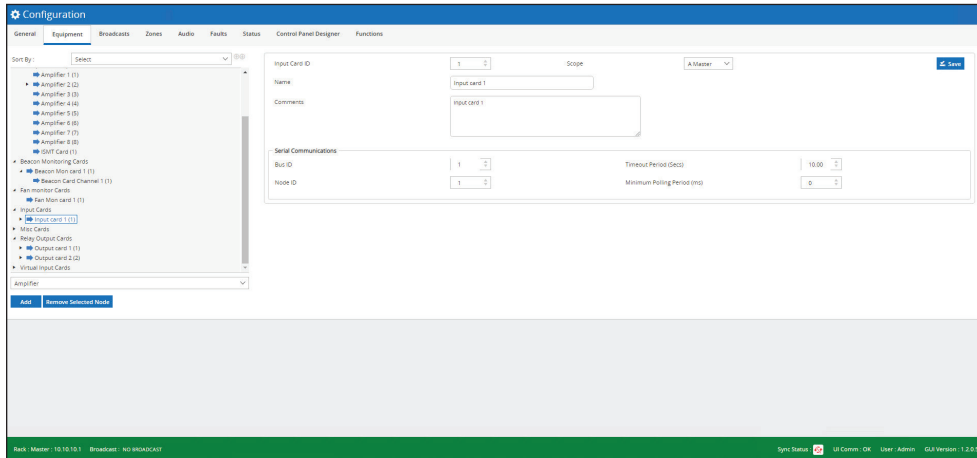 Configuration
General Equipment Broadcasts Zones Audio Faults Status Control Panel Designer Functions
Sort By : Select
Amplifier 1 (1)
Amplifier 2 (2)
Amplifier 3 (3)
Amplifier 4 (4)
Amplifier 5 (5)
Amplifier 6 (6)
Amplifier 7 (7)
Amplifier 8 (8)
ISMT Card (1)
Beacon Monitoring Cards
Beacon Mon card 1 (1)
Beacon Card Channel 1 (1)
Fan monitor Cards
Fan Mon card 1 (1)
Input Cards
Input card 1 (1)
Misc Cards
Relay Output Cards
Output card 1 (1)
Output card 2 (2)
Virtual Input Cards
Amplifier
Add Remove Selected Node
Input Card ID 1 Scope A Master Save
Name Input card 1
Comments Input card 1
Serial Communications
Bus ID 1 Timeout Period (Secs) 10.00
Node ID 1 Minimum Polling Period (ms) 0
Rack : Master : 10.10.10.1 Broadcast : NO BROADCAST Sync Status : UI Comm : OK User : Admin GUI Version : 1.2.0.